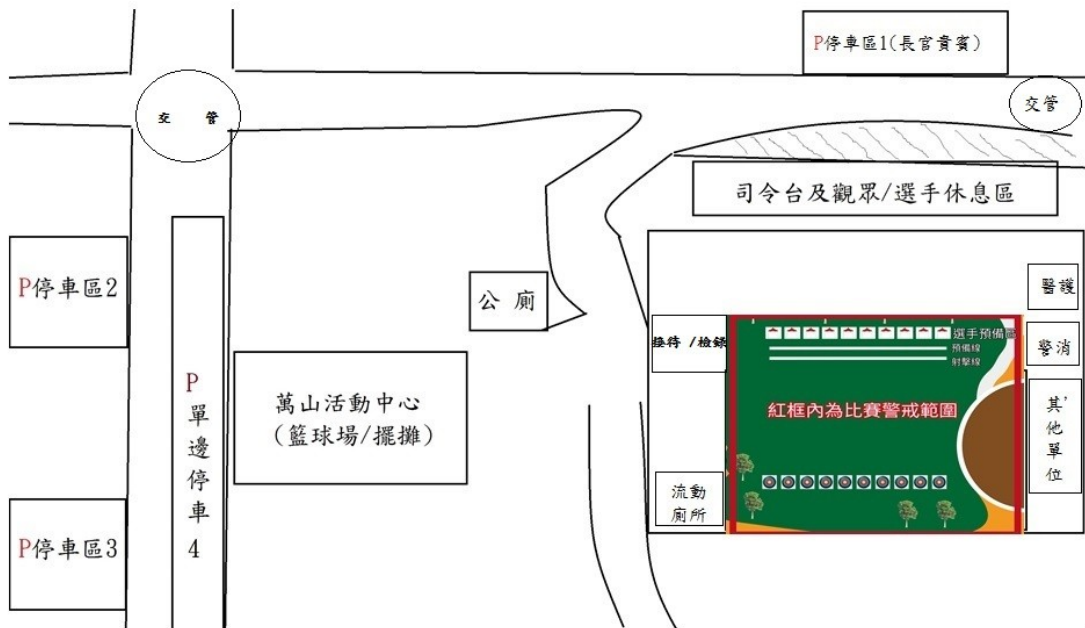 P停車區1(長官貴賓)
交管
交管
司令台及觀眾/選手休息區
P停車區2
公廁
醫護
接待/檢錄
選手預備區
預備線
射擊線
警消
P單邊停車4
萬山活動中心
(籃球場/擺攤)
紅框內為比賽警戒範圍
其'他單位
流動
廁所
P停車區3